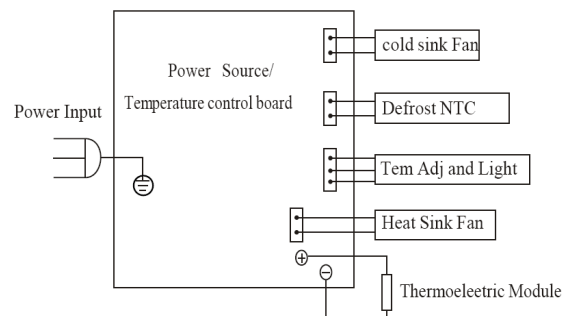 cold sink Fan
Power Source/
Temperature control board
Power Input
Defrost NTC
Tem Adj and Light
Heat Sink Fan
+
−
Thermoeleetric Module